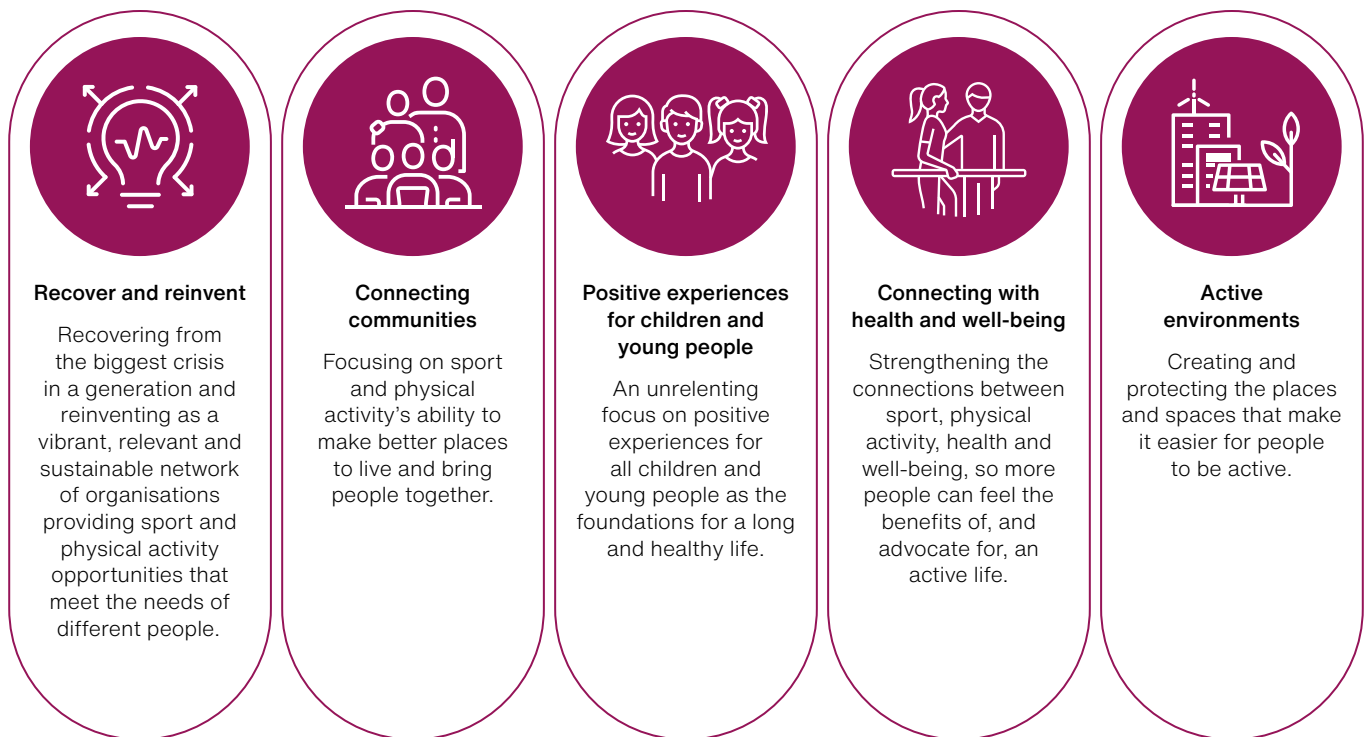 Recover and reinvent
Recovering from
the biggest crisis
in a generation and
reinventing as a
vibrant, relevant and
sustainable network
of organisations
providing sport and
physical activity
opportunities that
meet the needs of
different people.
Connecting
communities
Focusing on sport
and physical
activity’s ability to
make better places
to live and bring
people together.
Positive experiences
for children and
young people
An unrelenting
focus on positive
experiences for
all children and
young people as the
foundations for a long
and healthy life.
Connecting with
health and well-being
Strengthening the
connections between
sport, physical
activity, health and
well-being, so more
people can feel the
benefits of, and
advocate for, an
active life.
Active
environments
Creating and
protecting the places
and spaces that make
it easier for people
to be active.